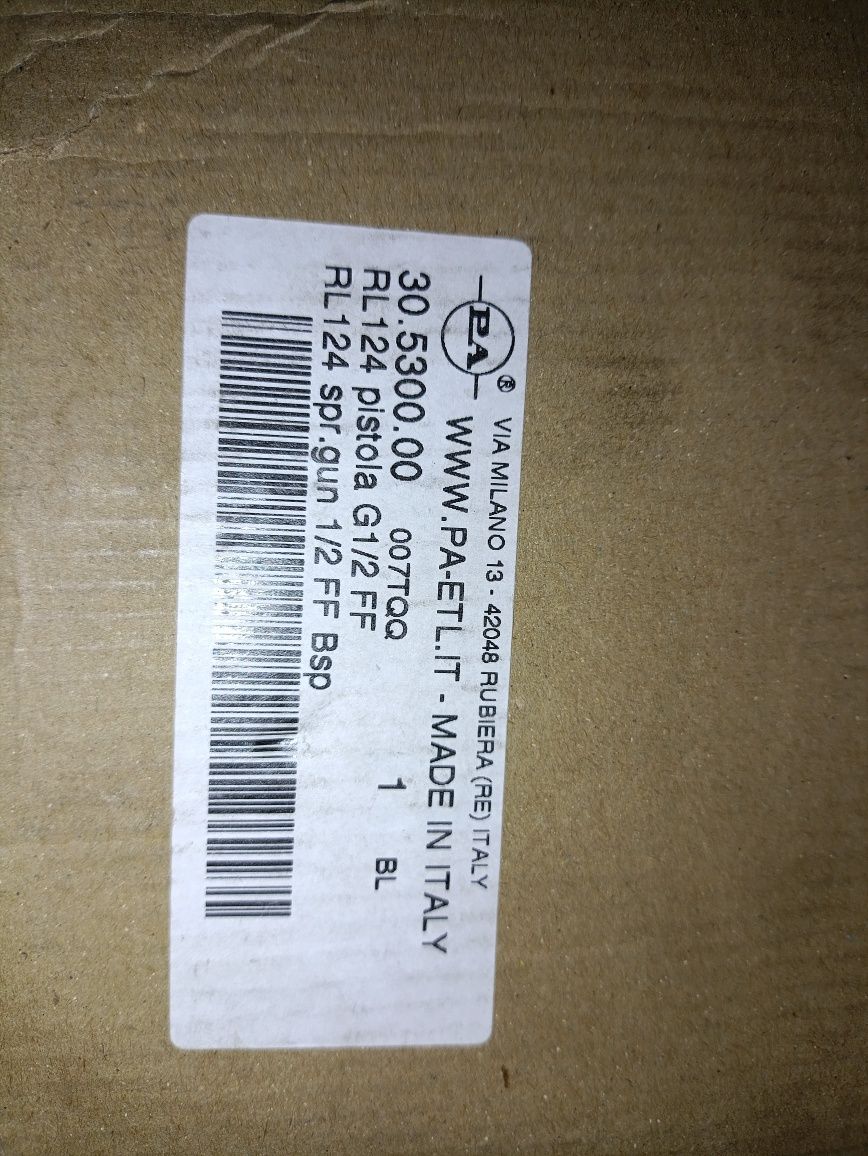 PA® VIA MILANO 13 - 42048 RUBIERA (RE) ITALY
WWW.PA-ETL.IT - MADE IN ITALY
30.5300.00 007TQQ 1 BL
RL124 pistola G1/2 FF
RL124 spr.gun 1/2 FF Bsp